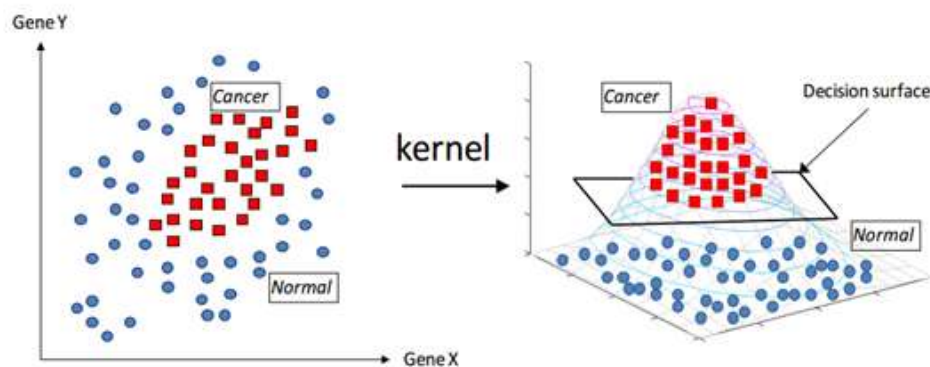 Gene Y
Cancer
Normal
Gene X
kernel
Cancer
Decision surface
Normal